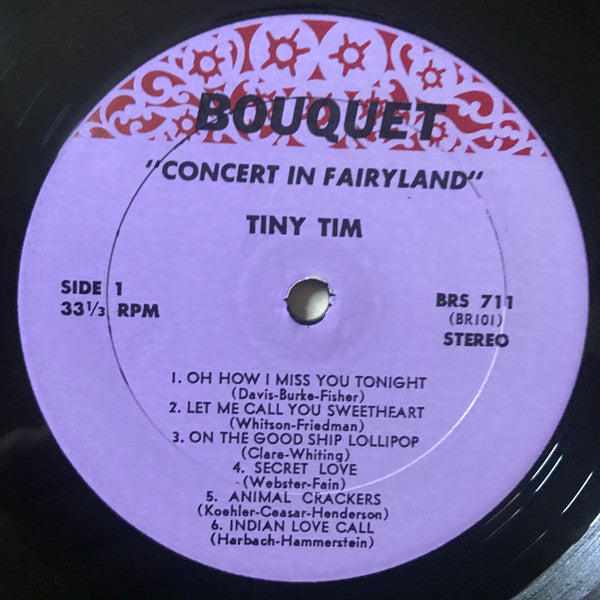 BOUQUET
"CONCERT IN FAIRYLAND"
TINY TIM
SIDE 1
33⅓ RPM
BRS 711
(BR101)
STEREO
1. OH HOW I MISS YOU TONIGHT
(Davis-Burke-Fisher)
2. LET ME CALL YOU SWEETHEART
(Whitson-Friedman)
3. ON THE GOOD SHIP LOLLIPOP
(Clare-Whiting)
4. SECRET LOVE
(Webster-Fain)
5. ANIMAL CRACKERS
(Koehler-Ceasar-Henderson)
6. INDIAN LOVE CALL
(Harbach-Hammerstein)